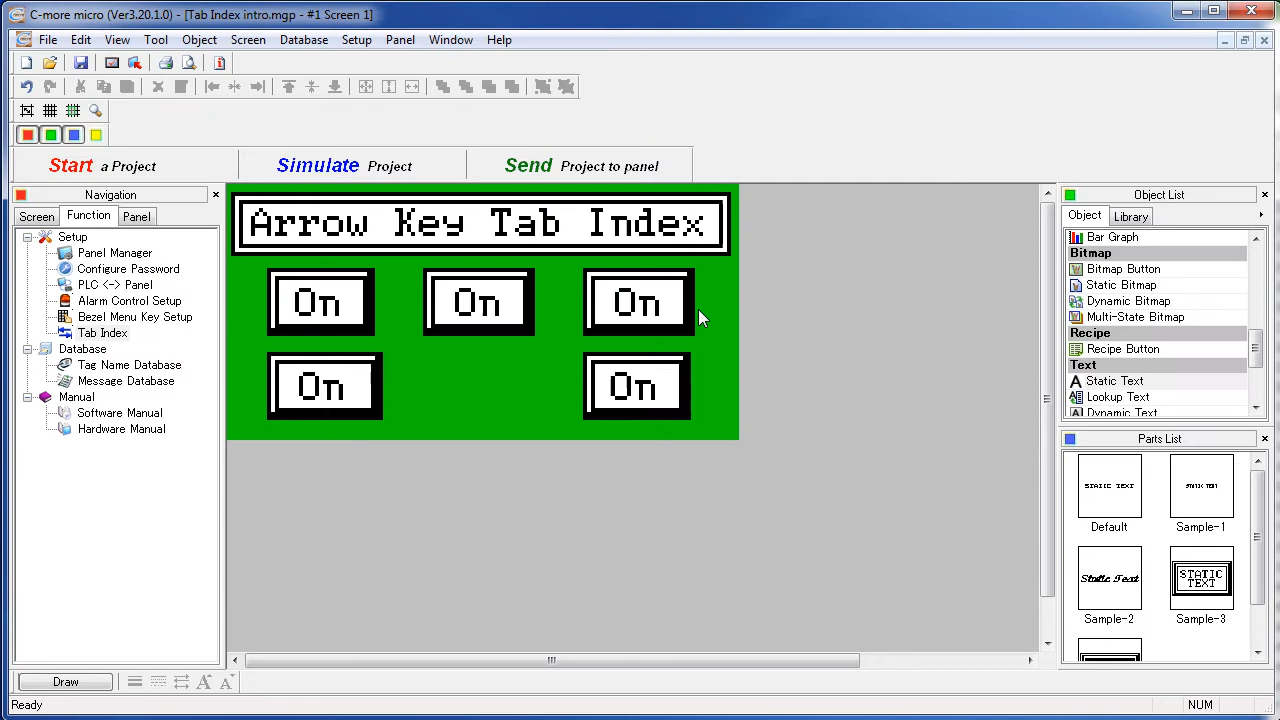 C-more micro (Ver3.20.1.0) - [Tab Index intro.mgp - #1 Screen 1]
File Edit View Tool Object Screen Database Setup Panel Window Help
Start a Project Simulate Project Send Project to panel
Navigation
Screen Function Panel
Setup
Panel Manager
Configure Password
PLC <-> Panel
Alarm Control Setup
Bezel Menu Key Setup
Tab Index
Database
Tag Name Database
Message Database
Manual
Software Manual
Hardware Manual
Arrow Key Tab Index
On On On
On On
Object List
Object Library
Bar Graph
Bitmap
Bitmap Button
Static Bitmap
Dynamic Bitmap
Multi-State Bitmap
Recipe
Recipe Button
Text
Static Text
Lookup Text
Dynamic Text
Parts List
STATIC TEXT STATIC TEXT
Default Sample-1
Static Text STATIC
TEXT
Sample-2 Sample-3
Draw
Ready NUM